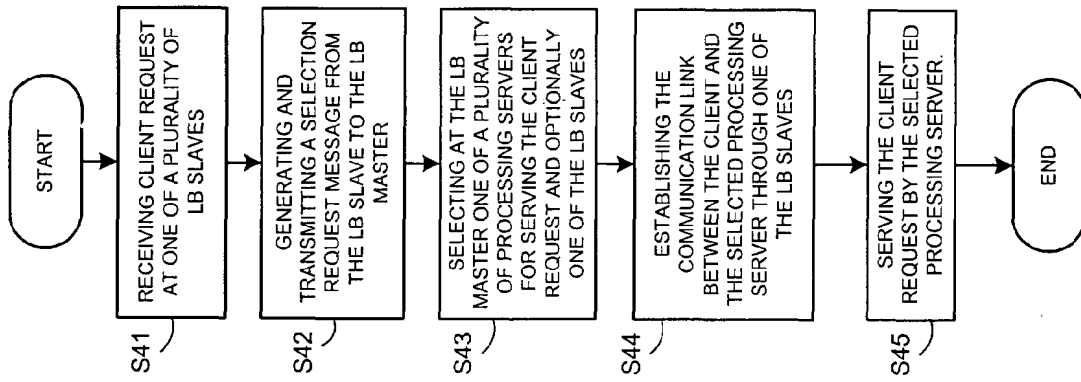 START
S41
RECEIVING CLIENT REQUEST
AT ONE OF A PLURALITY OF
LB SLAVES
S42
GENERATING AND
TRANSMITTING A SELECTION
REQUEST MESSAGE FROM
THE LB SLAVE TO THE LB
MASTER
S43
SELECTING AT THE LB
MASTER ONE OF A PLURALITY
OF PROCESSING SERVERS
FOR SERVING THE CLIENT
REQUEST AND OPTIONALLY
ONE OF THE LB SLAVES
S44
ESTABLISHING THE
COMMUNICATION LINK
BETWEEN THE CLIENT AND
THE SELECTED PROCESSING
SERVER THROUGH ONE OF
THE LB SLAVES
S45
SERVING THE CLIENT
REQUEST BY THE SELECTED
PROCESSING SERVER.
END